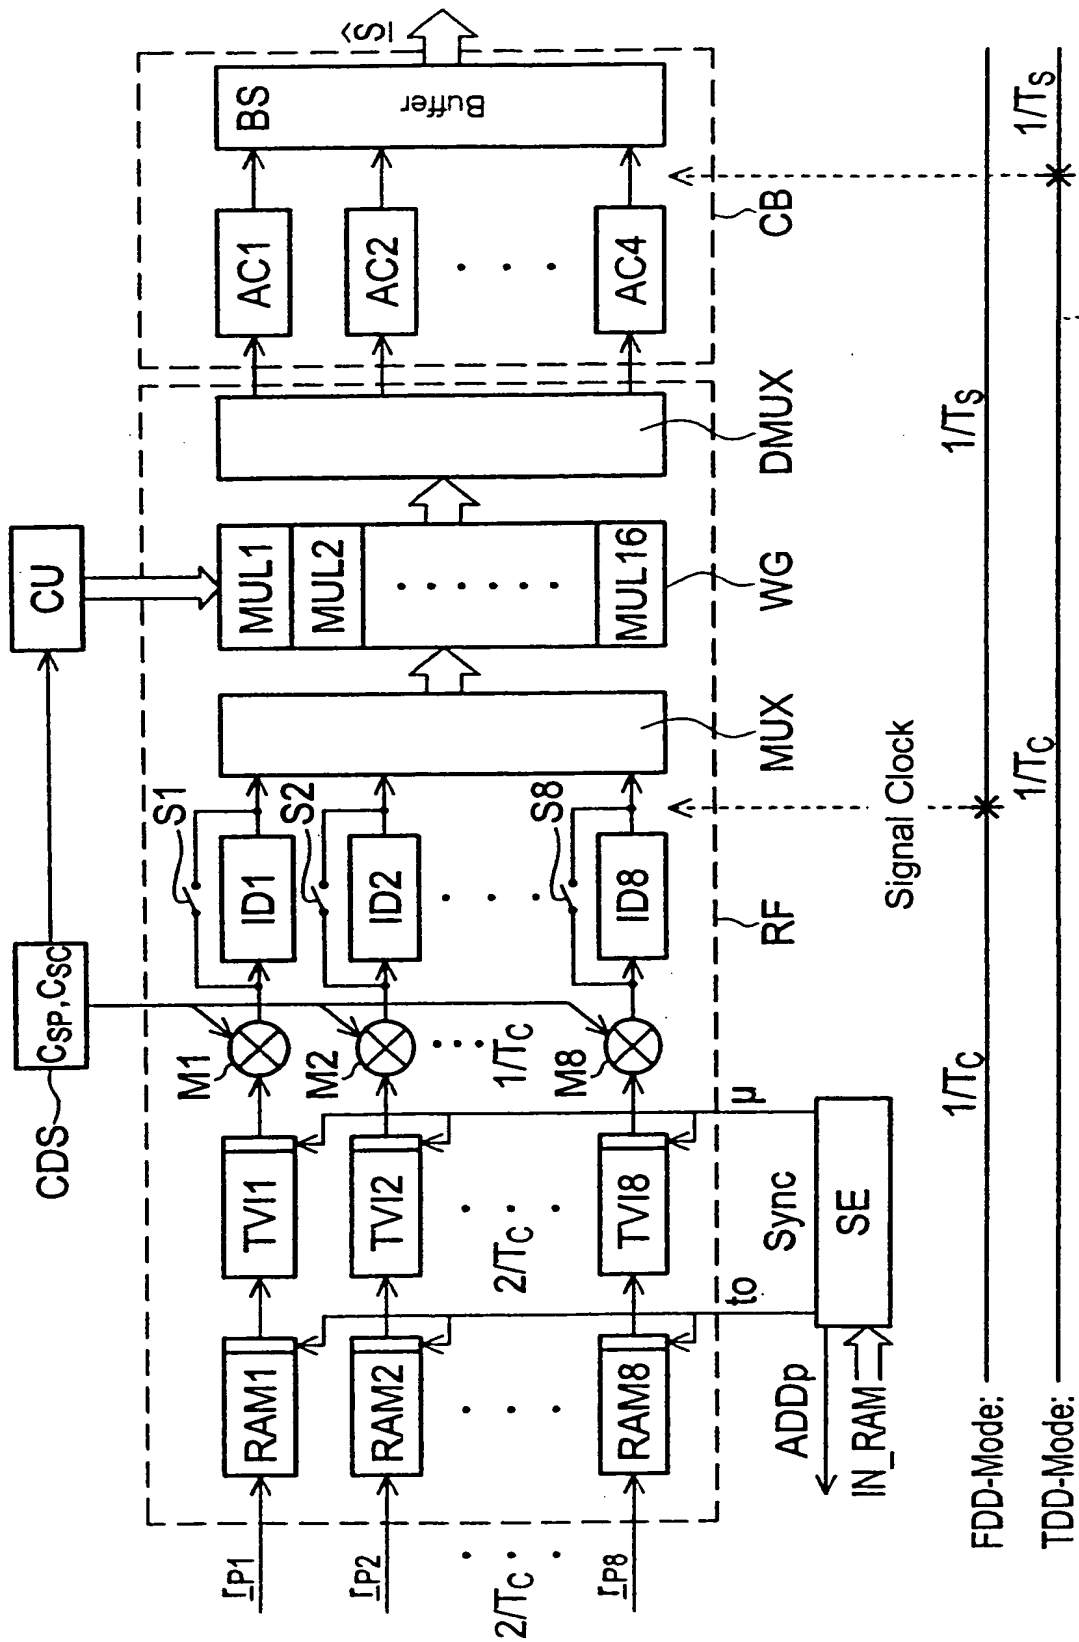 CDS
C_SP, C_SC
CU
r_P1
RAM1
TVI1
M1
ID1
S1
MUL1
AC1
BS
Buffer
Ŝ
r_P2
RAM2
TVI2
M2
ID2
S2
MUL2
AC2
2/T_C
2/T_C
1/T_C
r_P8
RAM8
TVI8
M8
ID8
S8
MUL16
AC4
to
µ
RF
MUX
WG
DMUX
CB
ADDp
IN_RAM
Sync
SE
Signal Clock
FDD-Mode:
1/T_C
1/T_S
TDD-Mode:
1/T_C
1/T_S